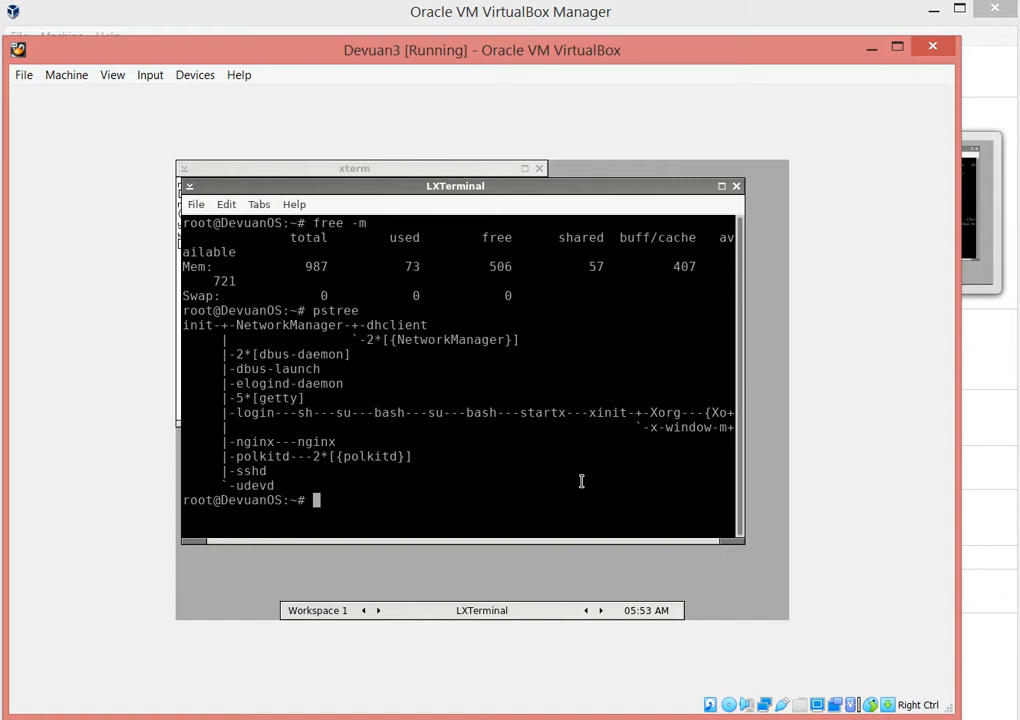 Oracle VM VirtualBox Manager
Devuan3 [Running] - Oracle VM VirtualBox
File Machine View Input Devices Help
xterm
LXTerminal
File Edit Tabs Help
root@DevuanOS:~# free -m
              total        used        free      shared  buff/cache   av
ailable
Mem:            987          73         506          57         407
    721
Swap:             0           0           0
root@DevuanOS:~# pstree
init-+-NetworkManager-+-dhclient
     |                `-2*[{NetworkManager}]
     |-2*[dbus-daemon]
     |-dbus-launch
     |-elogind-daemon
     |-5*[getty]
     |-login---sh---su---bash---su---bash---startx---xinit-+-Xorg---{Xo+
     |                                                     `-x-window-m+
     |-nginx---nginx
     |-polkitd---2*[{polkitd}]
     |-sshd
     `-udevd
root@DevuanOS:~#
Workspace 1 LXTerminal 05:53 AM
Right Ctrl